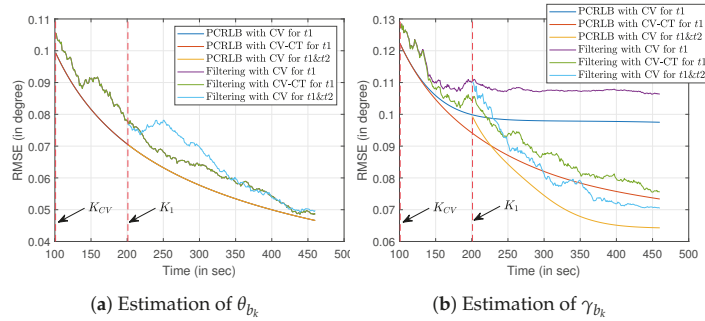 0.11
0.1
0.09
0.08
0.07
0.06
0.05
0.04
RMSE (in degree)
PCRLB with CV for t1
PCRLB with CV-CT for t1
PCRLB with CV for t1&t2
Filtering with CV for t1
Filtering with CV-CT for t1
Filtering with CV for t1&t2
K_{CV}
K_1
100 150 200 250 300 350 400 450 500
Time (in sec)
(a) Estimation of θ_{b_k}
0.13
0.12
0.11
0.1
0.09
0.08
0.07
0.06
RMSE (in degree)
PCRLB with CV for t1
PCRLB with CV-CT for t1
PCRLB with CV for t1&t2
Filtering with CV for t1
Filtering with CV-CT for t1
Filtering with CV for t1&t2
K_{CV}
K_1
100 150 200 250 300 350 400 450 500
Time (in sec)
(b) Estimation of γ_{b_k}